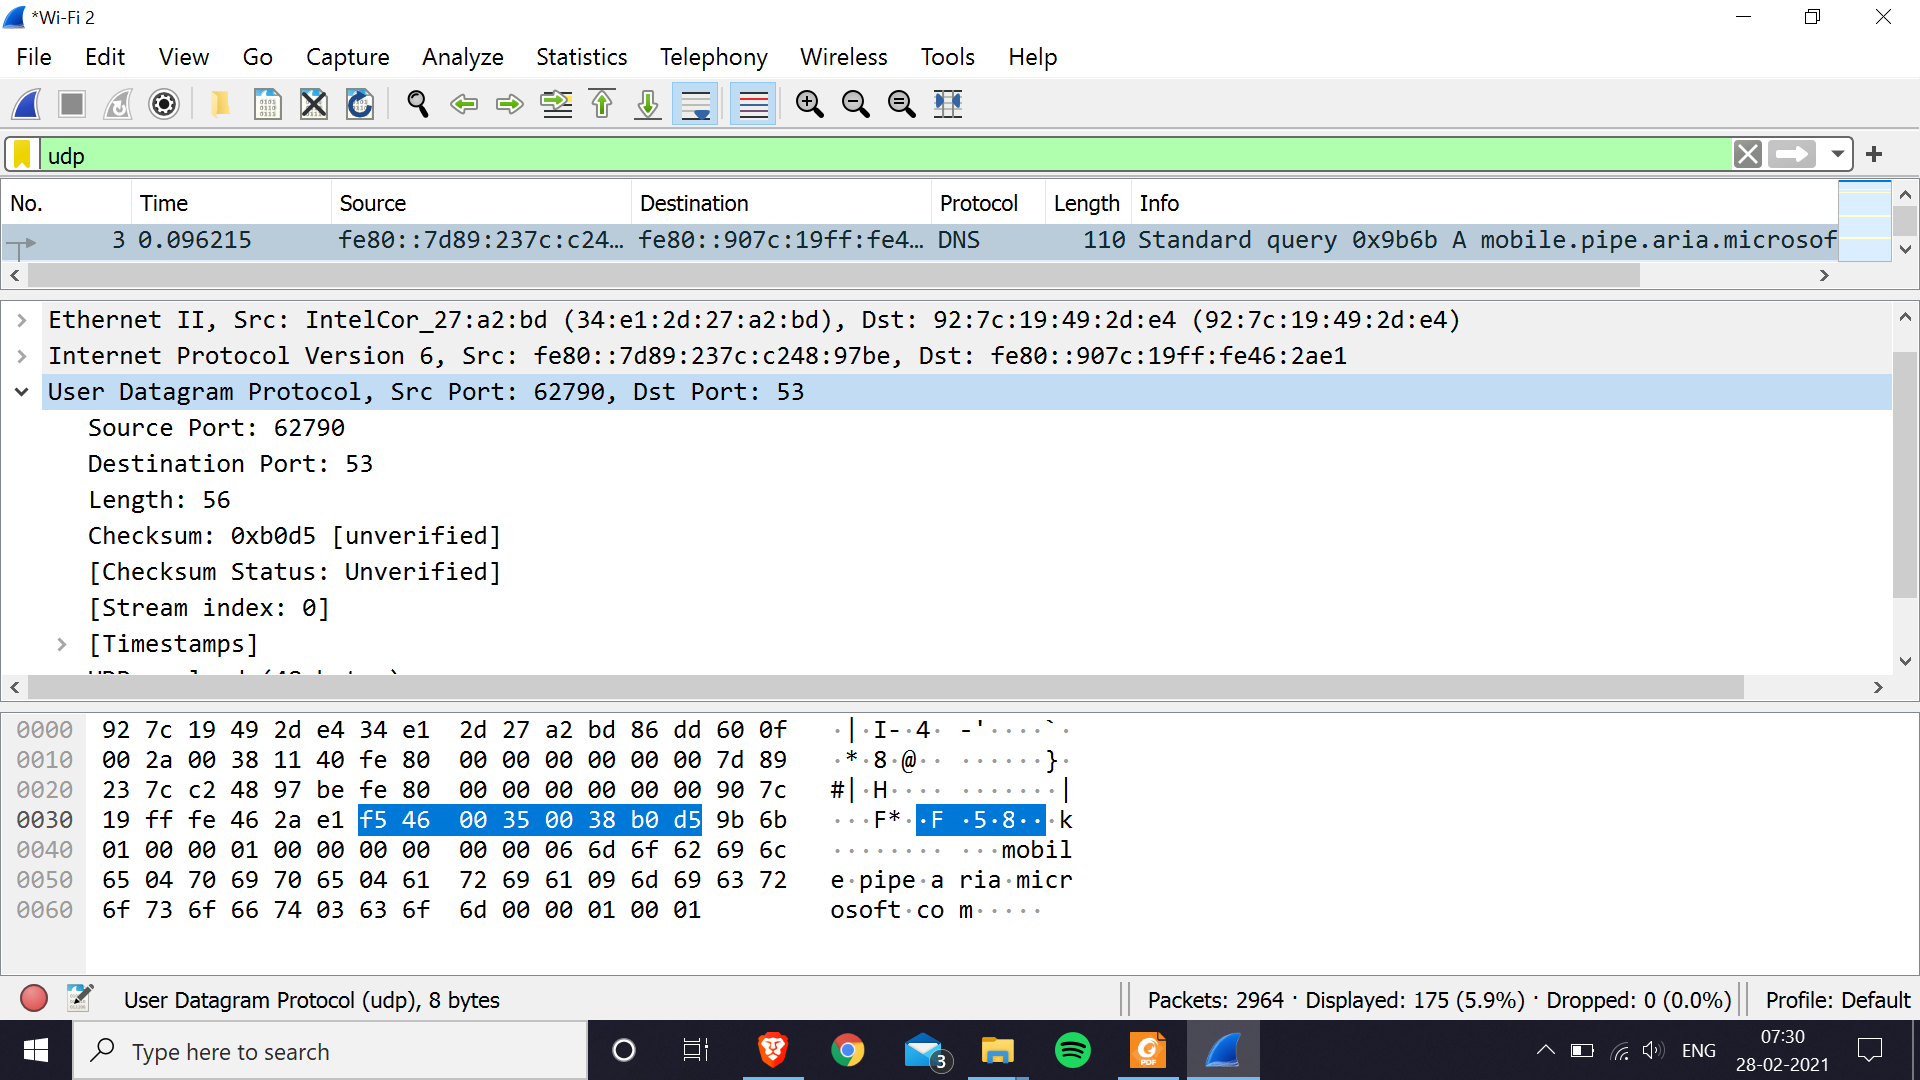 *Wi-Fi 2
File Edit View Go Capture Analyze Statistics Telephony Wireless Tools Help
udp
No. Time Source Destination Protocol Length Info
3 0.096215 fe80::7d89:237c:c24… fe80::907c:19ff:fe4… DNS 110 Standard query 0x9b6b A mobile.pipe.aria.microsof
Ethernet II, Src: IntelCor_27:a2:bd (34:e1:2d:27:a2:bd), Dst: 92:7c:19:49:2d:e4 (92:7c:19:49:2d:e4)
Internet Protocol Version 6, Src: fe80::7d89:237c:c248:97be, Dst: fe80::907c:19ff:fe46:2ae1
User Datagram Protocol, Src Port: 62790, Dst Port: 53
Source Port: 62790
Destination Port: 53
Length: 56
Checksum: 0xb0d5 [unverified]
[Checksum Status: Unverified]
[Stream index: 0]
[Timestamps]
0000 92 7c 19 49 2d e4 34 e1 2d 27 a2 bd 86 dd 60 0f ·|·I-·4· -'····`·
0010 00 2a 00 38 11 40 fe 80 00 00 00 00 00 00 7d 89 ·*·8·@·· ······}·
0020 23 7c c2 48 97 be fe 80 00 00 00 00 00 00 90 7c #|·H···· ·······|
0030 19 ff fe 46 2a e1 f5 46 00 35 00 38 b0 d5 9b 6b ···F*··F ·5·8···k
0040 01 00 00 01 00 00 00 00 00 00 06 6d 6f 62 69 6c ········ ···mobil
0050 65 04 70 69 70 65 04 61 72 69 61 09 6d 69 63 72 e·pipe·a ria·micr
0060 6f 73 6f 66 74 03 63 6f 6d 00 00 01 00 01 osoft·co m·····
User Datagram Protocol (udp), 8 bytes
Packets: 2964 · Displayed: 175 (5.9%) · Dropped: 0 (0.0%)
Profile: Default
Type here to search
3
PDF
ENG
07:30
28-02-2021